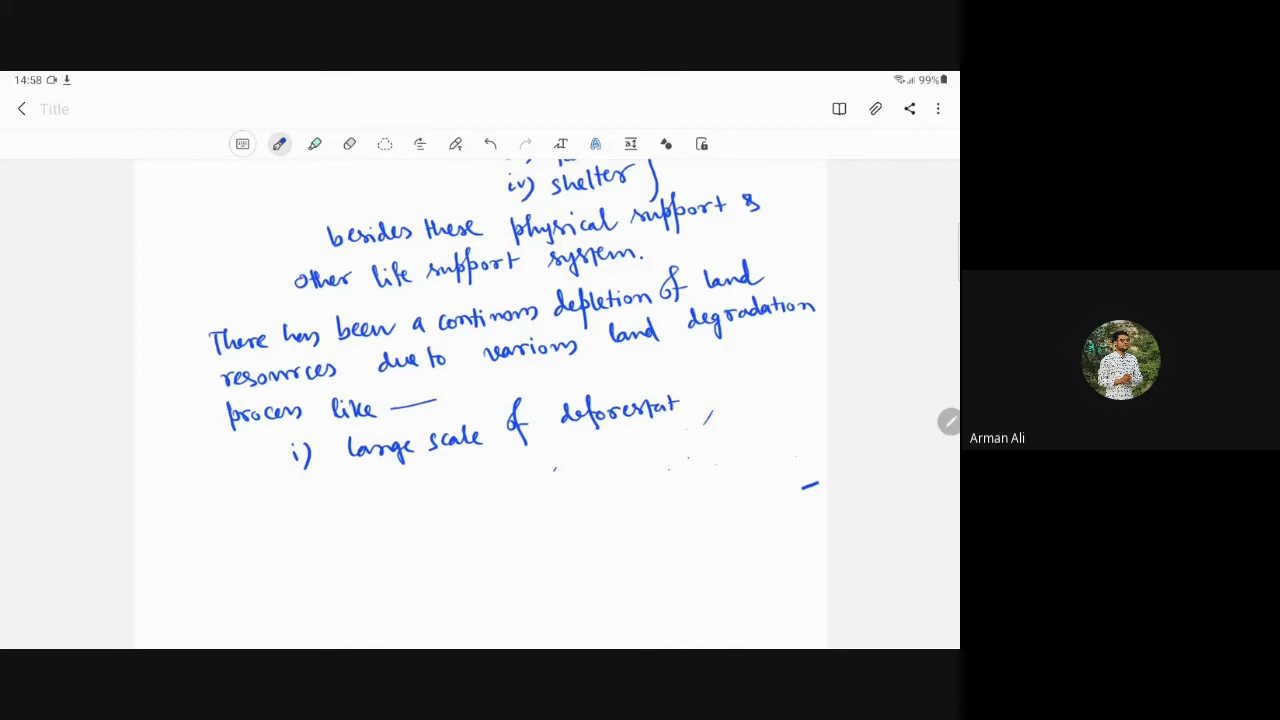 14:58
99%
Title
iv) shelter
besides these physical support &
other life support system.
There has been a continous depletion of land
resources due to various land degradation
process like —
i) large scale of deforestat
Arman Ali